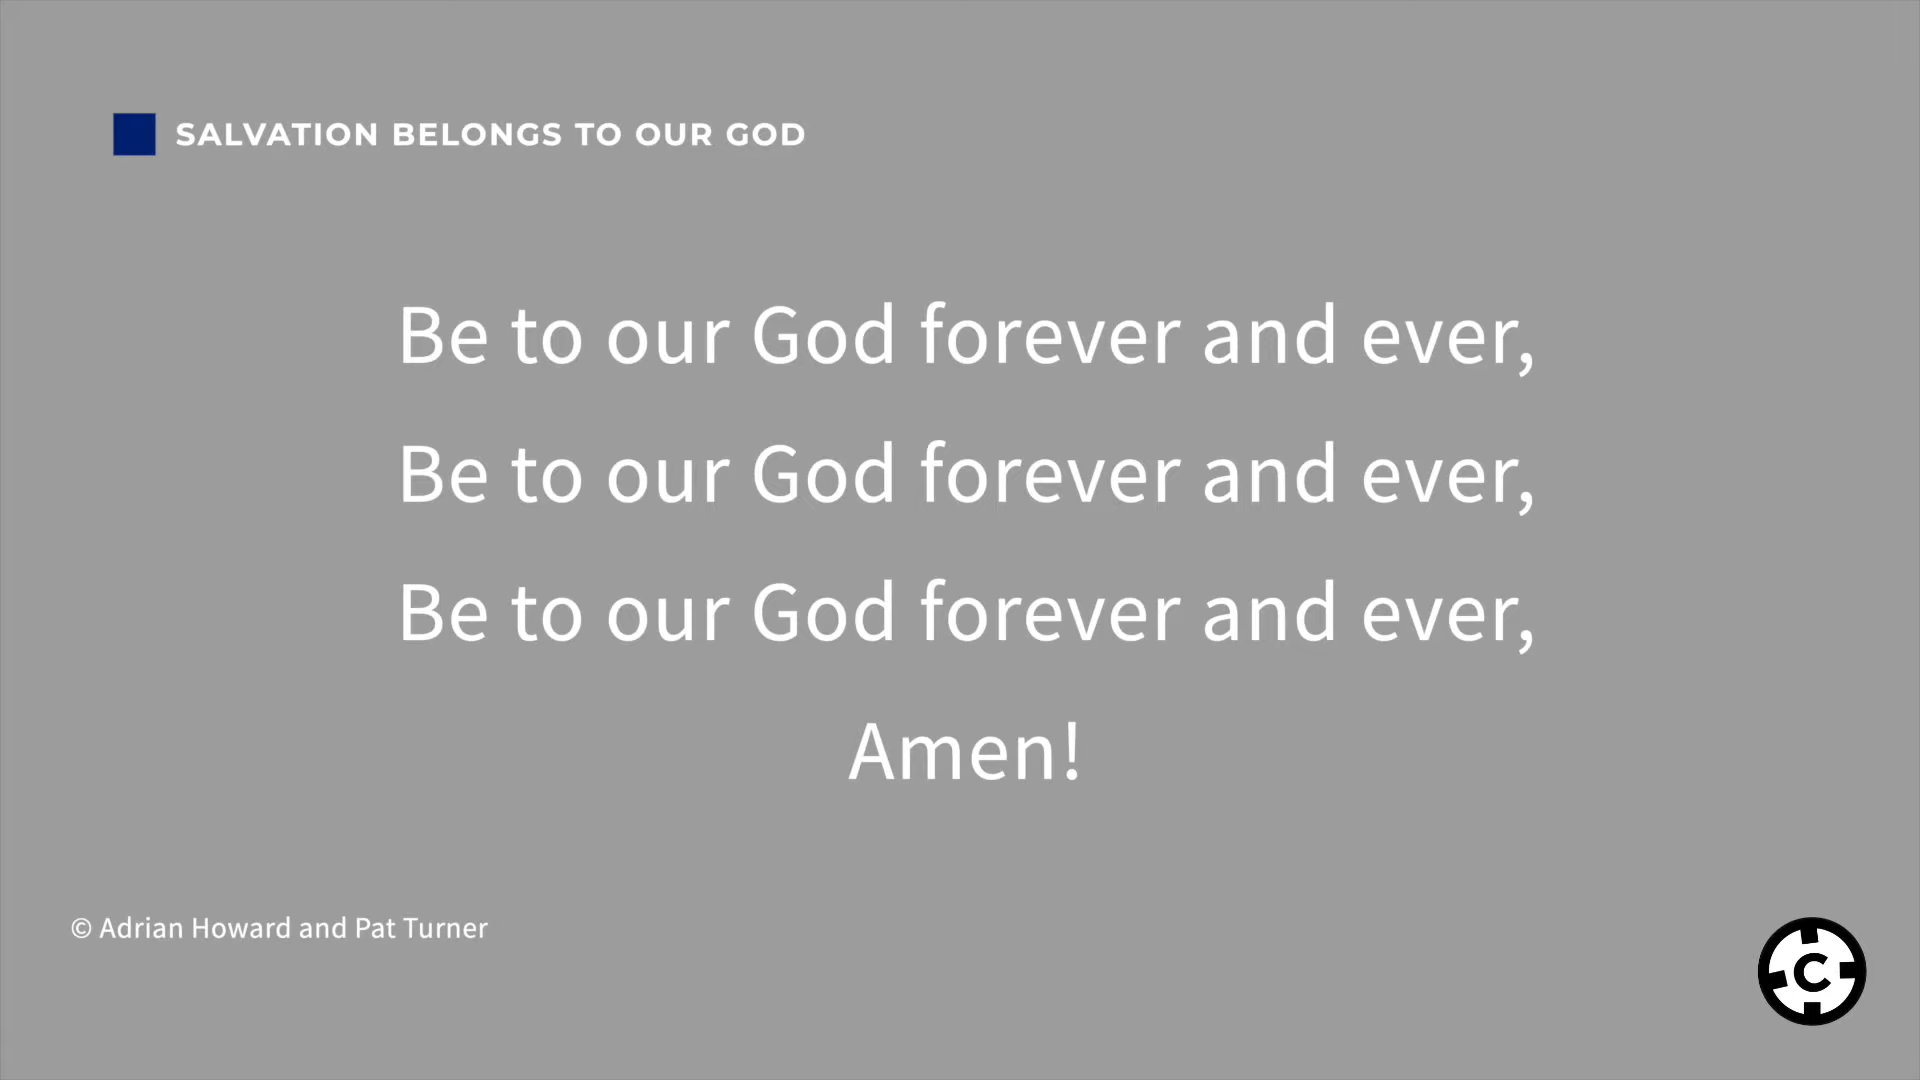 SALVATION BELONGS TO OUR GOD
Be to our God forever and ever,
Be to our God forever and ever,
Be to our God forever and ever,
Amen!
© Adrian Howard and Pat Turner
C